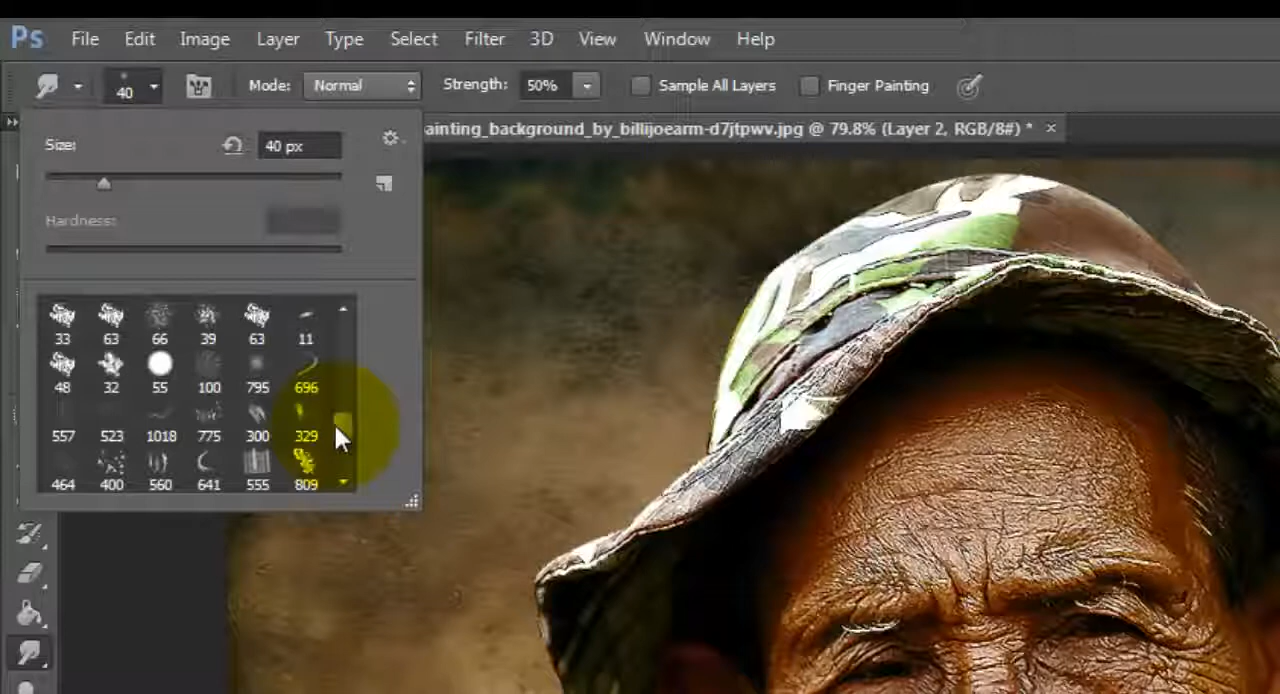 Ps File Edit Image Layer Type Select Filter 3D View Window Help
40 Mode: Normal Strength: 50% Sample All Layers Finger Painting
ainting_background_by_billijoearm-d7jtpwv.jpg @ 79.8% (Layer 2, RGB/8#) * ×
Size: 40 px
Hardness:
33 63 66 39 63 11
48 32 55 100 795 696
557 523 1018 775 300 329
464 400 560 641 555 809